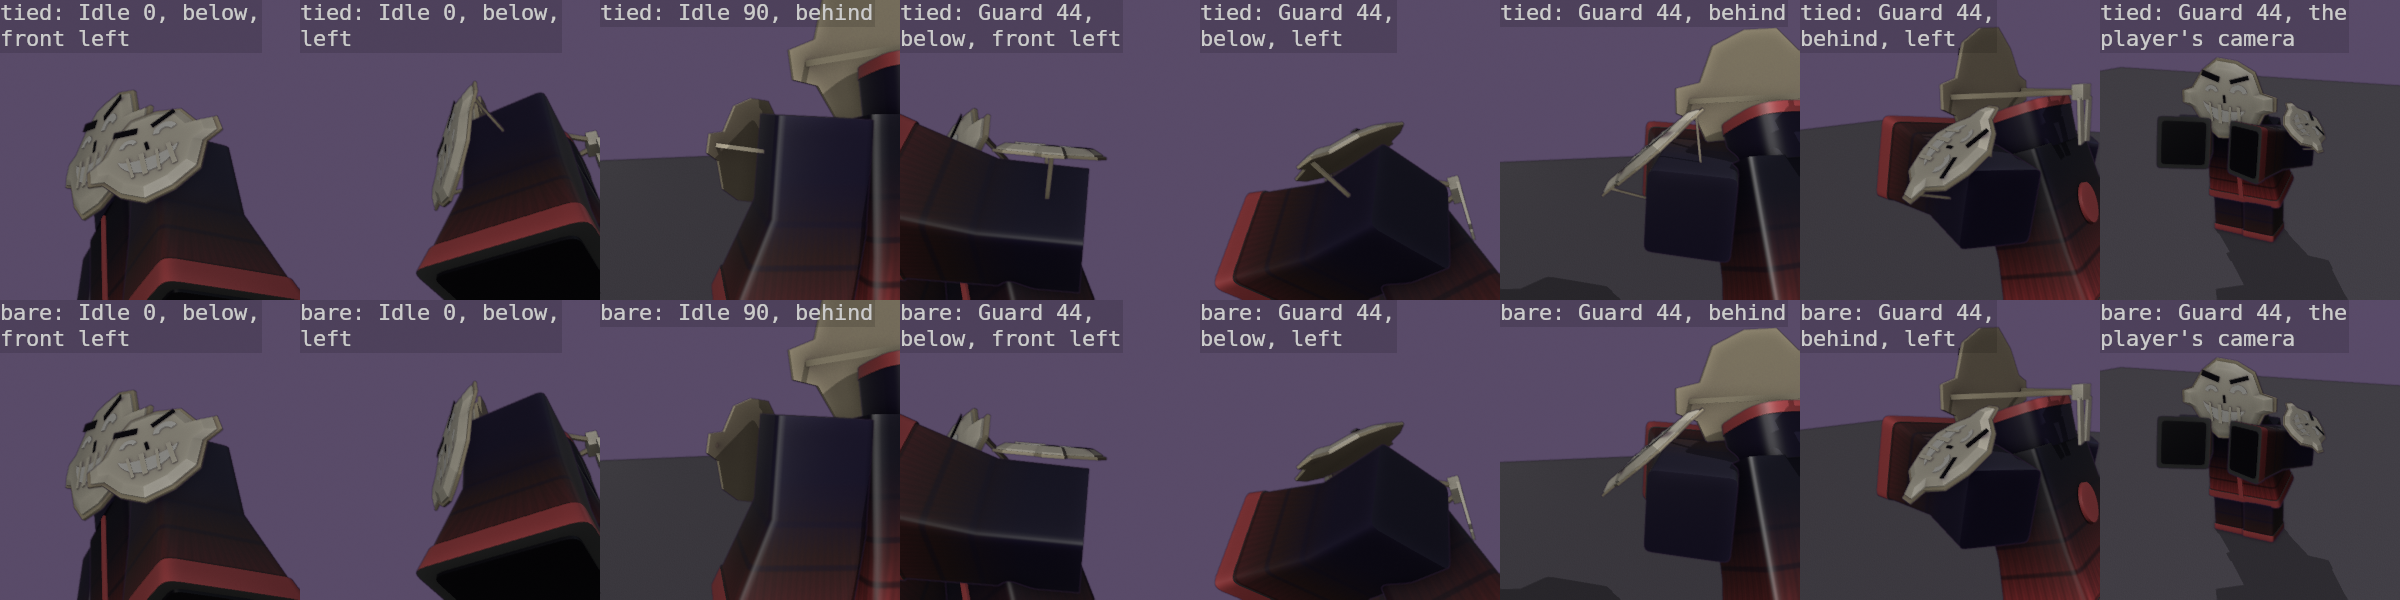 tied: Idle 0, below,
front left
tied: Idle 0, below,
left
tied: Idle 90, behind
tied: Guard 44,
below, front left
tied: Guard 44,
below, left
tied: Guard 44, behind
tied: Guard 44,
behind, left
tied: Guard 44, the
player's camera
bare: Idle 0, below,
front left
bare: Idle 0, below,
left
bare: Idle 90, behind
bare: Guard 44,
below, front left
bare: Guard 44,
below, left
bare: Guard 44, behind
bare: Guard 44,
behind, left
bare: Guard 44, the
player's camera